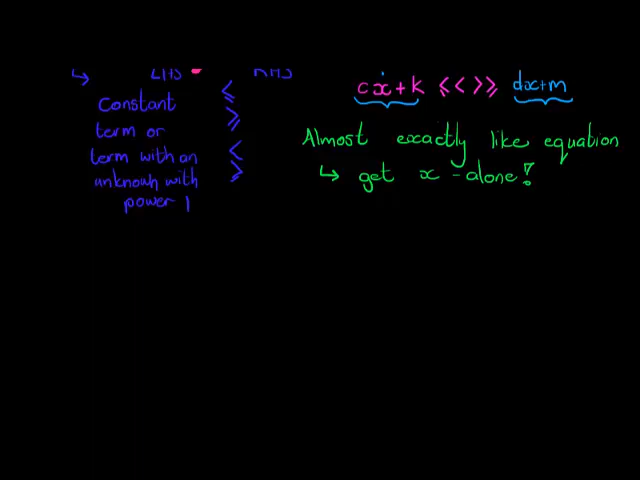 ↳ LHS - RHS
cx + k ⩽ < > ⩾ dx+m
Constant <
term or ⩾
term with an <
unknown with ⩾
power 1
Almost exactly like equation
↳ get x - alone!